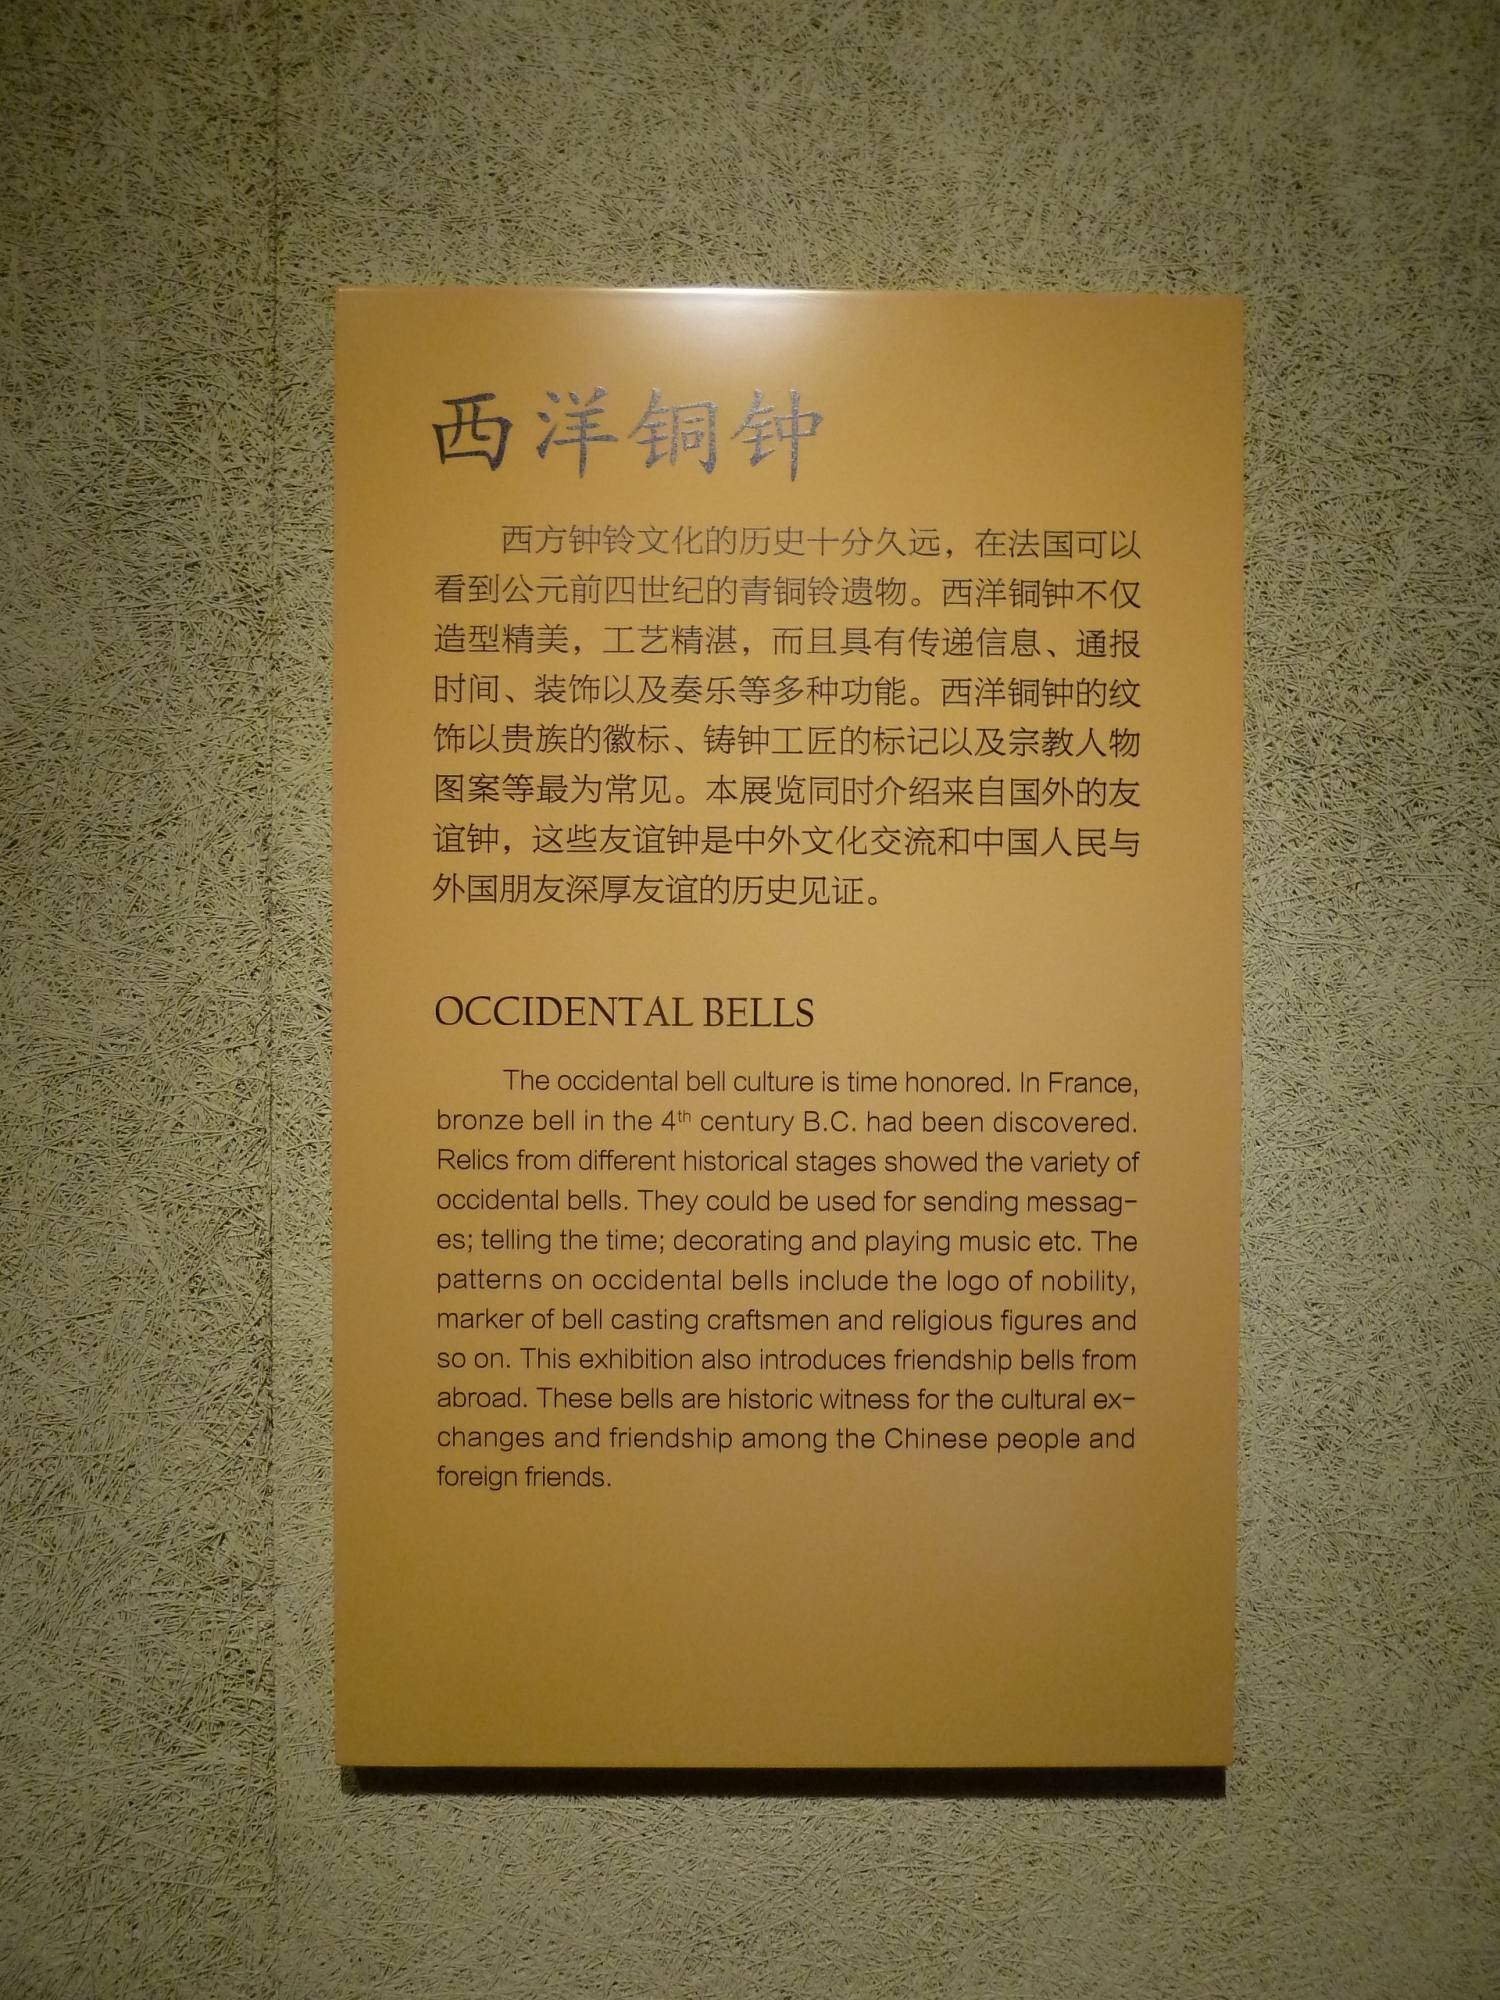 西洋铜钟
西方钟铃文化的历史十分久远，在法国可以
看到公元前四世纪的青铜铃遗物。西洋铜钟不仅
造型精美，工艺精湛，而且具有传递信息、通报
时间、装饰以及奏乐等多种功能。西洋铜钟的纹
饰以贵族的徽标、铸钟工匠的标记以及宗教人物
图案等最为常见。本展览同时介绍来自国外的友
谊钟，这些友谊钟是中外文化交流和中国人民与
外国朋友深厚友谊的历史见证。
OCCIDENTAL BELLS
The occidental bell culture is time honored. In France,
bronze bell in the 4th century B.C. had been discovered.
Relics from different historical stages showed the variety of
occidental bells. They could be used for sending messag-
es; telling the time; decorating and playing music etc. The
patterns on occidental bells include the logo of nobility,
marker of bell casting craftsmen and religious figures and
so on. This exhibition also introduces friendship bells from
abroad. These bells are historic witness for the cultural ex-
changes and friendship among the Chinese people and
foreign friends.